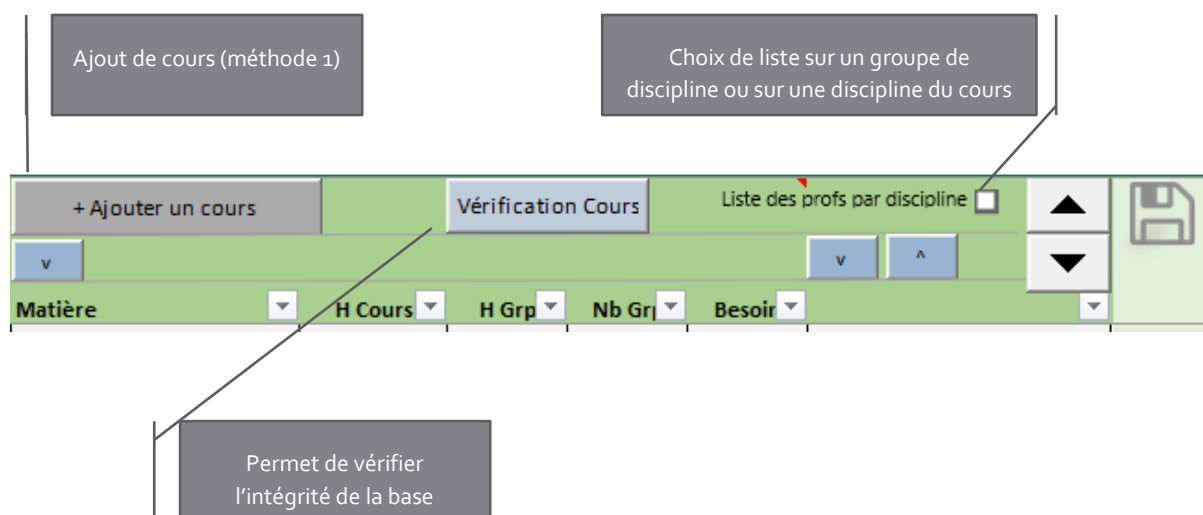 Ajout de cours (méthode 1)
Choix de liste sur un groupe de
discipline ou sur une discipline du cours
+ Ajouter un cours
Vérification Cours
Liste des profs par discipline
v
v
^
Matière
H Cours
H Grp
Nb Gr
Besoir
Permet de vérifier
l'intégrité de la base